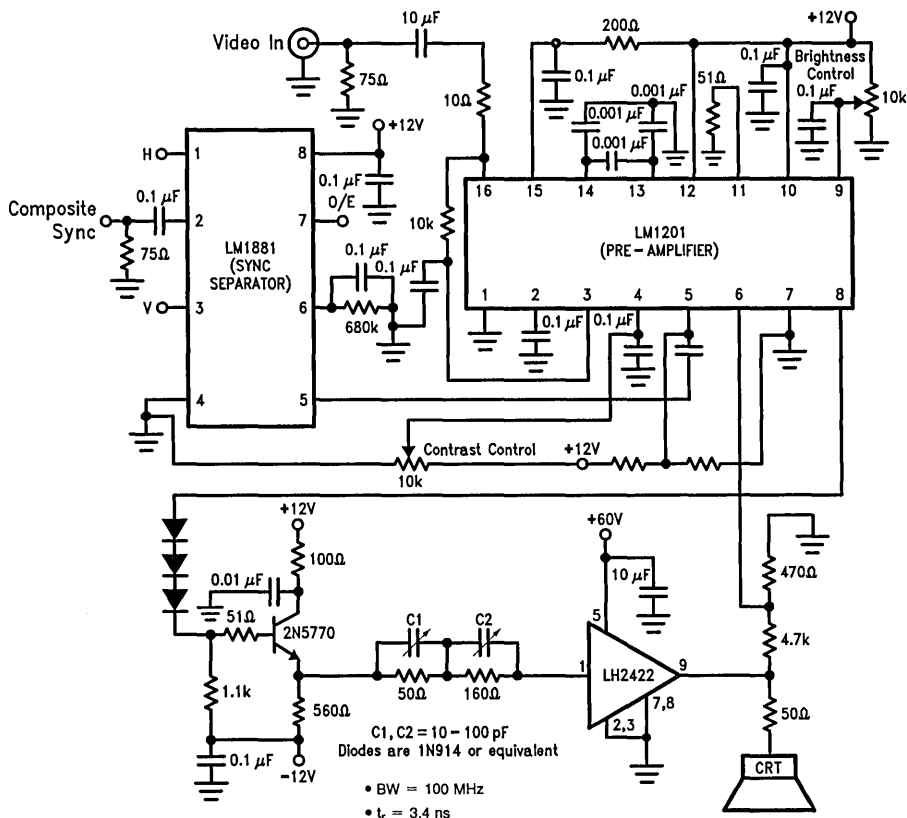 Video In
10 µF
75Ω
10Ω
200Ω
+12V
0.1 µF
0.001 µF
0.001 µF
0.001 µF
51Ω
0.1 µF
Brightness
Control
0.1 µF
10k
+12V
H
1
8
0.1 µF
O/E
Composite
Sync
0.1 µF
75Ω
2
7
LM1881
(SYNC
SEPARATOR)
V
3
6
0.1 µF
680k
0.1 µF
10k
4
5
16
15
14
13
12
11
10
9
LM1201
(PRE-AMPLIFIER)
1
2
3
4
5
6
7
8
0.1 µF
0.1 µF
Contrast Control
10k
+12V
+12V
100Ω
0.01 µF
51Ω
2N5770
1.1k
560Ω
0.1 µF
-12V
C1
C2
50Ω
160Ω
C1, C2 = 10 - 100 pF
Diodes are 1N914 or equivalent
• BW = 100 MHz
• tr = 3.4 ns
+60V
10 µF
5
1
LH2422
9
7,8
2,3
470Ω
4.7k
50Ω
CRT